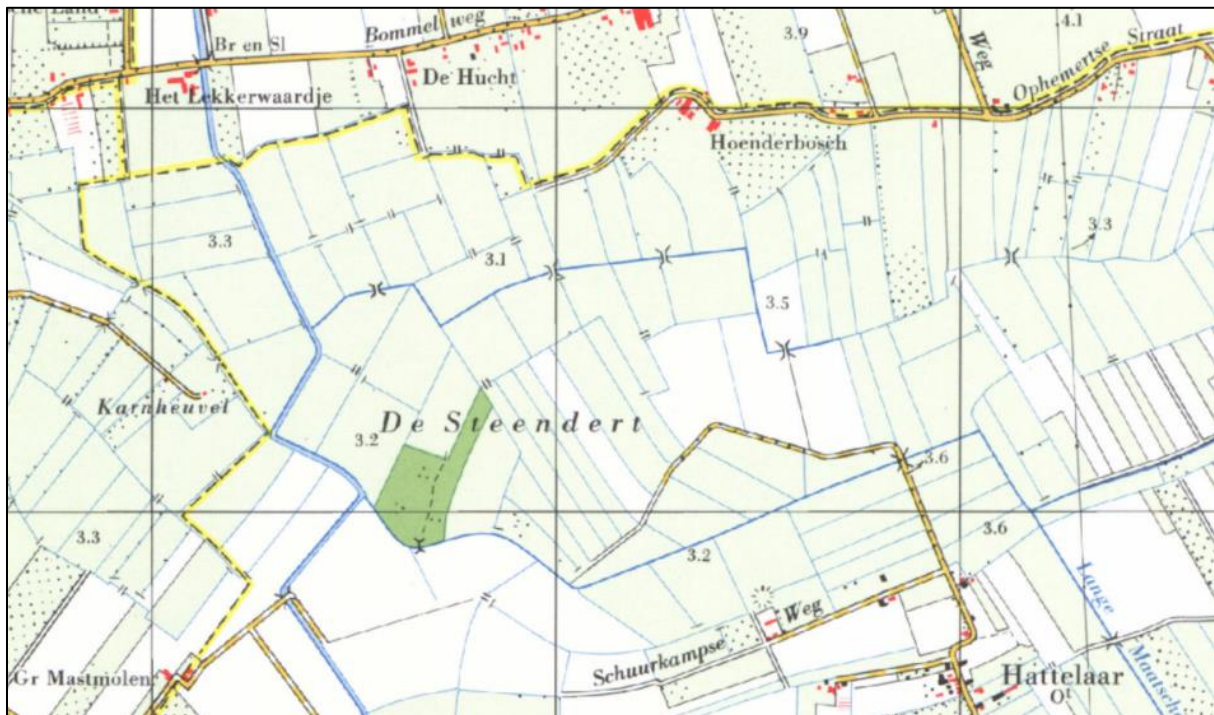 Land
4.1
Bommel weg
3.9
Straat
Br en Sl
Weg
De Hucht
Ophemertse
Het Lekkerwaardje
Hoenderbosch
3.3
3.3
3.1
3.5
Karnheuvel
De Steendert
3.2
3.6
3.3
3.6
3.2
Lange
Weg
Schuurkampse
Gr Mastmolen
Hattelaar
Ot